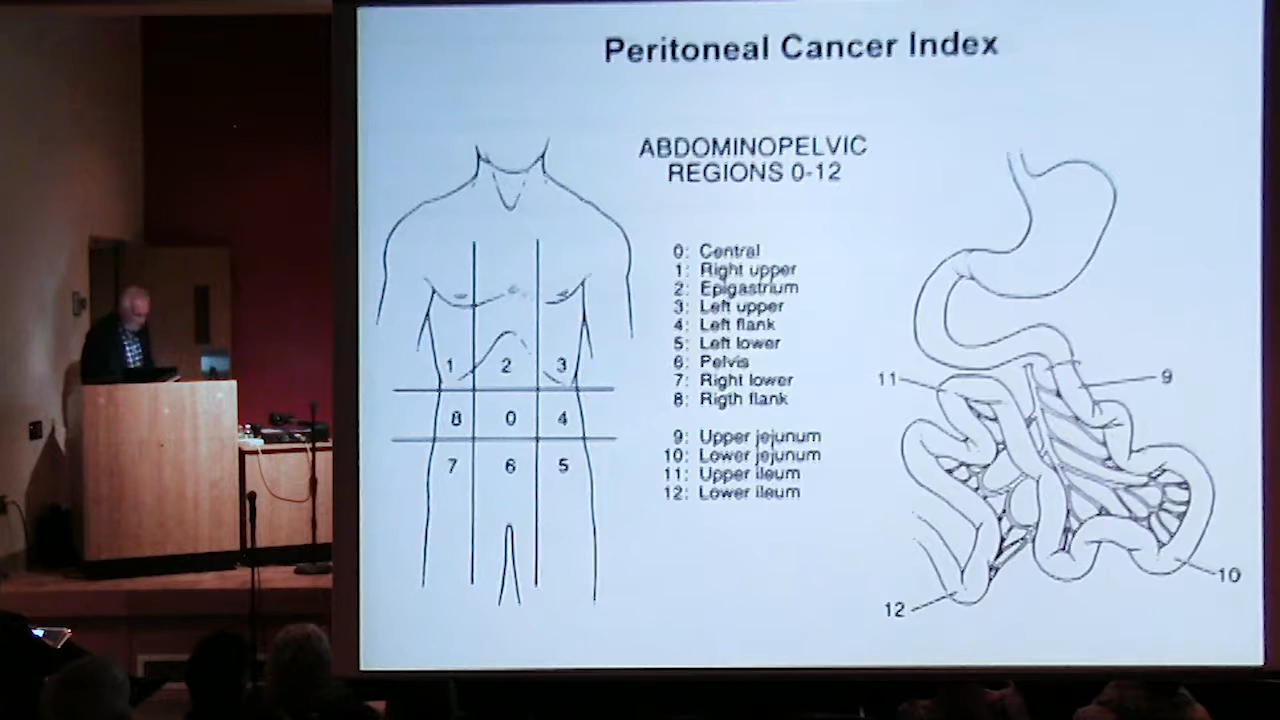 Peritoneal Cancer Index
ABDOMINOPELVIC
REGIONS 0-12
0: Central
1: Right upper
2: Epigastrium
3: Left upper
4: Left flank
5: Left lower
6: Pelvis
7: Right lower
8: Rigth flank
9: Upper jejunum
10: Lower jejunum
11: Upper ileum
12: Lower ileum
1 2 3
8 0 4
7 6 5
11 9
10
12